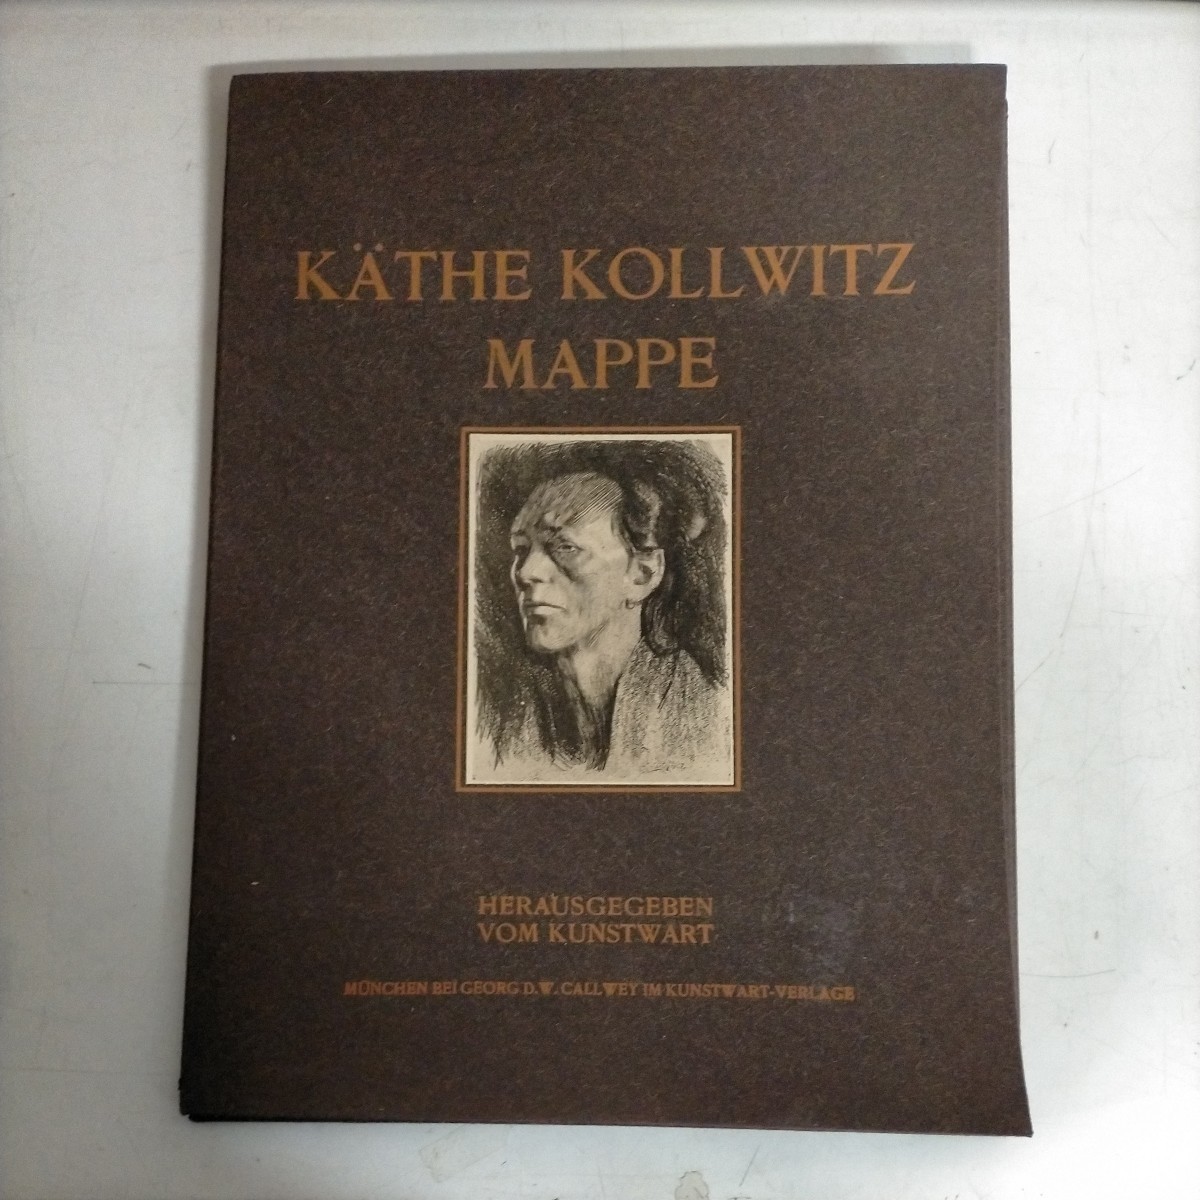 KÄTHE KOLLWITZ
MAPPE
HERAUSGEGEBEN
VOM KUNSTWART
MÜNCHEN BEI GEORG D.W. CALLWEY IM KUNSTWART-VERLAGE